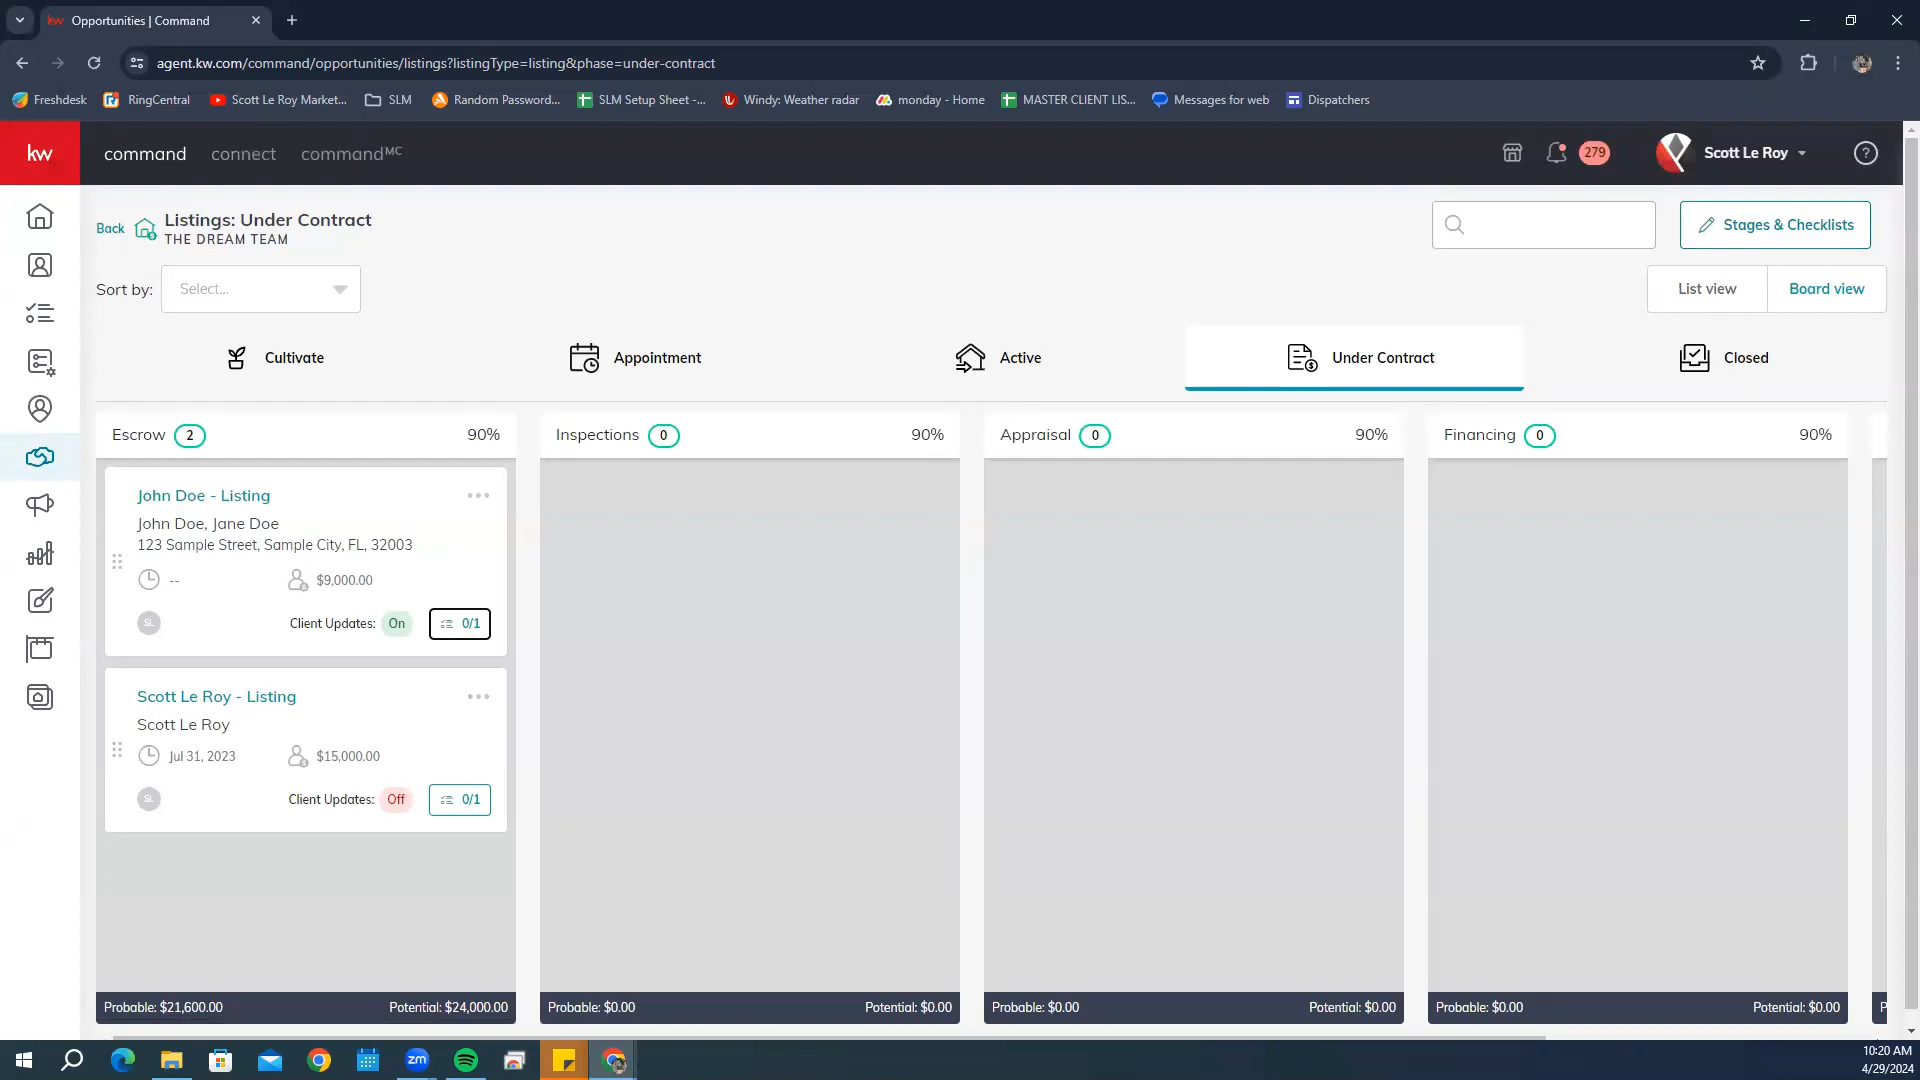 Opportunities | Command
agent.kw.com/command/opportunities/listings?listingType=listing&phase=under-contract
Freshdesk
RingCentral
Scott Le Roy Market...
SLM
Random Password...
SLM Setup Sheet -...
Windy: Weather radar
monday - Home
MASTER CLIENT LIS...
Messages for web
Dispatchers
kw
command
connect
commandMC
279
Scott Le Roy
Back
Listings: Under Contract
THE DREAM TEAM
Stages & Checklists
Sort by:
Select...
List view
Board view
Cultivate
Appointment
Active
Under Contract
Closed
Escrow 2 90%
Inspections 0 90%
Appraisal 0 90%
Financing 0 90%
John Doe - Listing
John Doe, Jane Doe
123 Sample Street, Sample City, FL, 32003
-- $9,000.00
SL Client Updates: On 0/1
Scott Le Roy - Listing
Scott Le Roy
Jul 31, 2023 $15,000.00
SL Client Updates: Off 0/1
Probable: $21,600.00 Potential: $24,000.00
Probable: $0.00 Potential: $0.00
Probable: $0.00 Potential: $0.00
Probable: $0.00 Potential: $0.00
P
zm
10:20 AM
4/29/2024